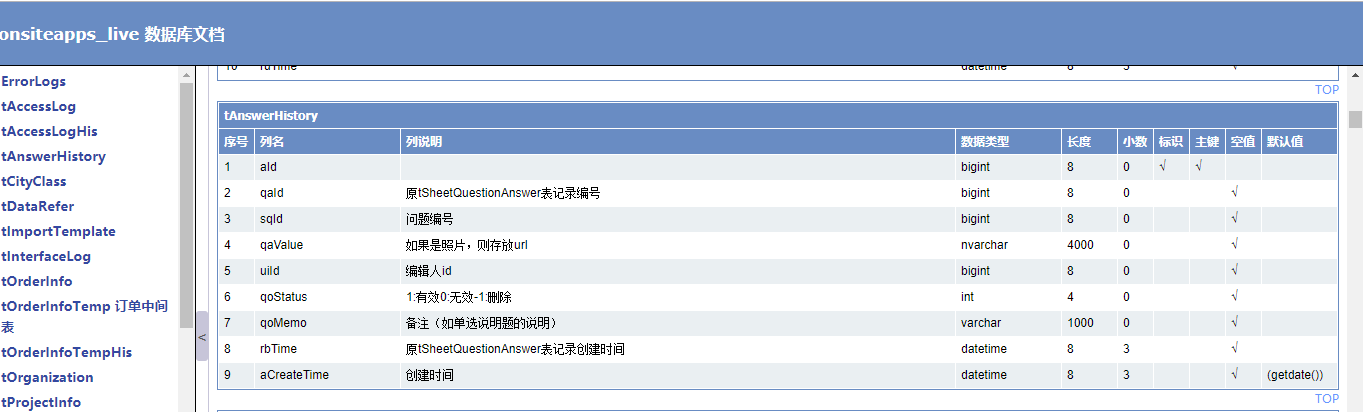 onsiteapps_live 数据库文档
ErrorLogs
tAccessLog
tAccessLogHis
tAnswerHistory
tCityClass
tDataRefer
tImportTemplate
tInterfaceLog
tOrderInfo
tOrderInfoTemp 订单中间
表
tOrderInfoTempHis
tOrganization
tProjectInfo
<
10 rbTime datetime 8 3 √
TOP
tAnswerHistory
序号 列名 列说明 数据类型 长度 小数 标识 主键 空值 默认值
1 aId bigint 8 0 √ √
2 qaId 原tSheetQuestionAnswer表记录编号 bigint 8 0 √
3 sqId 问题编号 bigint 8 0 √
4 qaValue 如果是照片，则存放url nvarchar 4000 0 √
5 uiId 编辑人id bigint 8 0 √
6 qoStatus 1:有效0:无效-1:删除 int 4 0 √
7 qoMemo 备注（如单选说明题的说明） varchar 1000 0 √
8 rbTime 原tSheetQuestionAnswer表记录创建时间 datetime 8 3 √
9 aCreateTime 创建时间 datetime 8 3 √ (getdate())
TOP